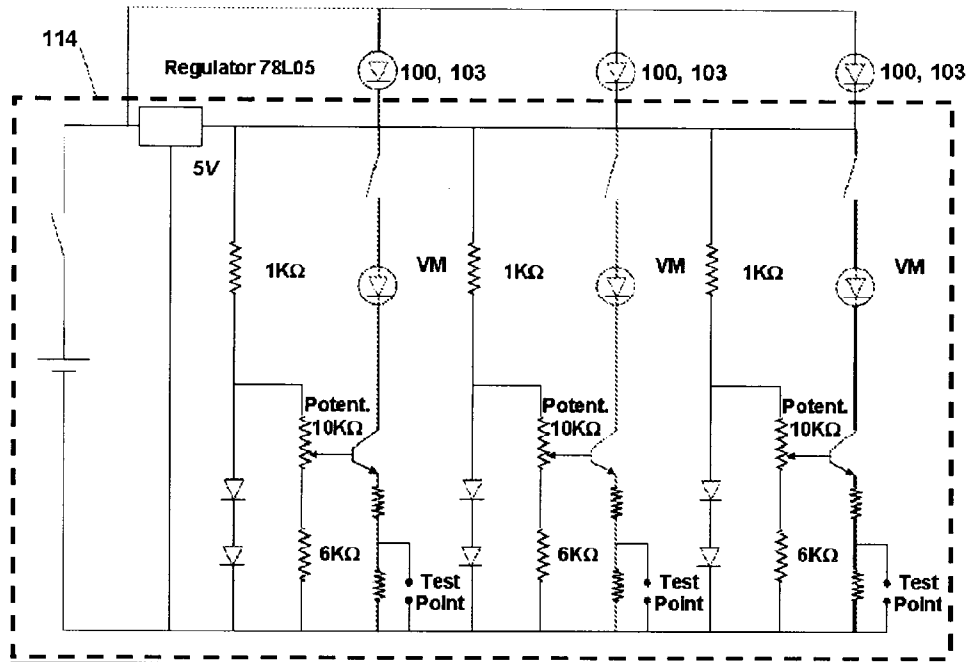 114
Regulator 78L05
100, 103
100, 103
100, 103
5V
1KΩ
VM
1KΩ
VM
1KΩ
VM
Potent.
10KΩ
Potent.
10KΩ
Potent.
10KΩ
6KΩ
Test
Point
6KΩ
Test
Point
6KΩ
Test
Point